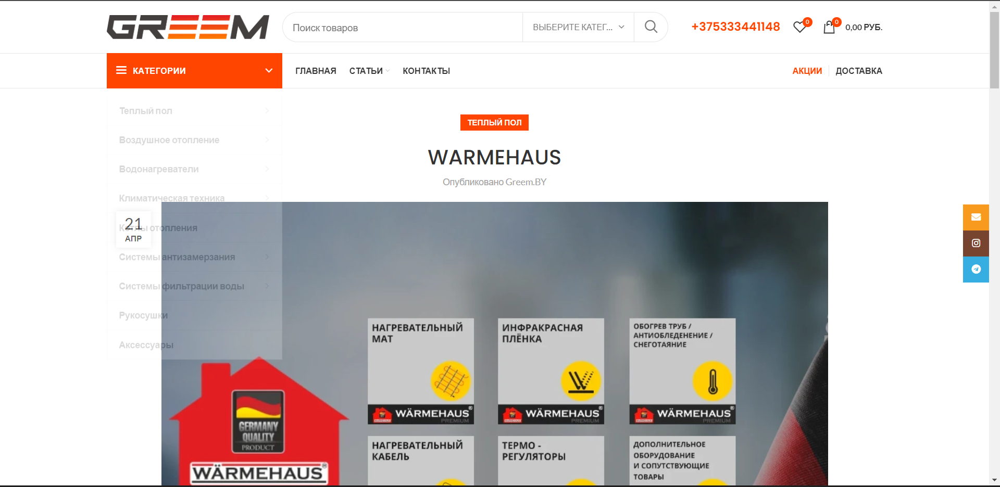 GREEM
Поиск товаров
ВЫБЕРИТЕ КАТЕГ...
+375333441148
0
0
0,00 РУБ.
КАТЕГОРИИ
ГЛАВНАЯ
СТАТЬИ
КОНТАКТЫ
АКЦИИ
ДОСТАВКА
Теплый пол
Воздушное отопление
Водонагреватели
Климатическая техника
Котлы отопления
Системы антизамерзания
Системы фильтрации воды
Рукосушки
Аксессуары
21
АПР
ТЕПЛЫЙ ПОЛ
WARMEHAUS
Опубликовано Greem.BY
НАГРЕВАТЕЛЬНЫЙ
МАТ
WÄRMEHAUS®
PREMIUM
ИНФРАКРАСНАЯ
ПЛЁНКА
WÄRMEHAUS®
PREMIUM
ОБОГРЕВ ТРУБ /
АНТИОБЛЕДЕНЕНИЕ /
СНЕГОТАЯНИЕ
WÄRMEHAUS®
PREMIUM
GERMANY
QUALITY
PRODUCT
WÄRMEHAUS®
НАГРЕВАТЕЛЬНЫЙ
КАБЕЛЬ
ТЕРМО -
РЕГУЛЯТОРЫ
ДОПОЛНИТЕЛЬНОЕ
ОБОРУДОВАНИЕ
И СОПУТСТВУЮЩИЕ
ТОВАРЫ